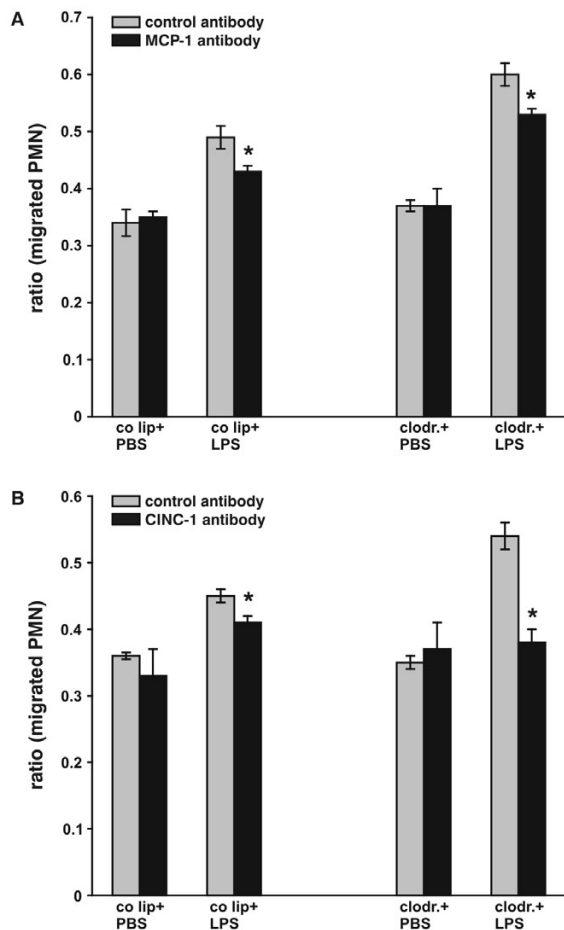 A
control antibody
MCP-1 antibody
ratio (migrated PMN)
0.7
0.6
0.5
0.4
0.3
0.2
0.1
0
*
*
co lip+ PBS
co lip+ LPS
clodr.+ PBS
clodr.+ LPS
B
control antibody
CINC-1 antibody
ratio (migrated PMN)
0.6
0.5
0.4
0.3
0.2
0.1
0
*
*
co lip+ PBS
co lip+ LPS
clodr.+ PBS
clodr.+ LPS